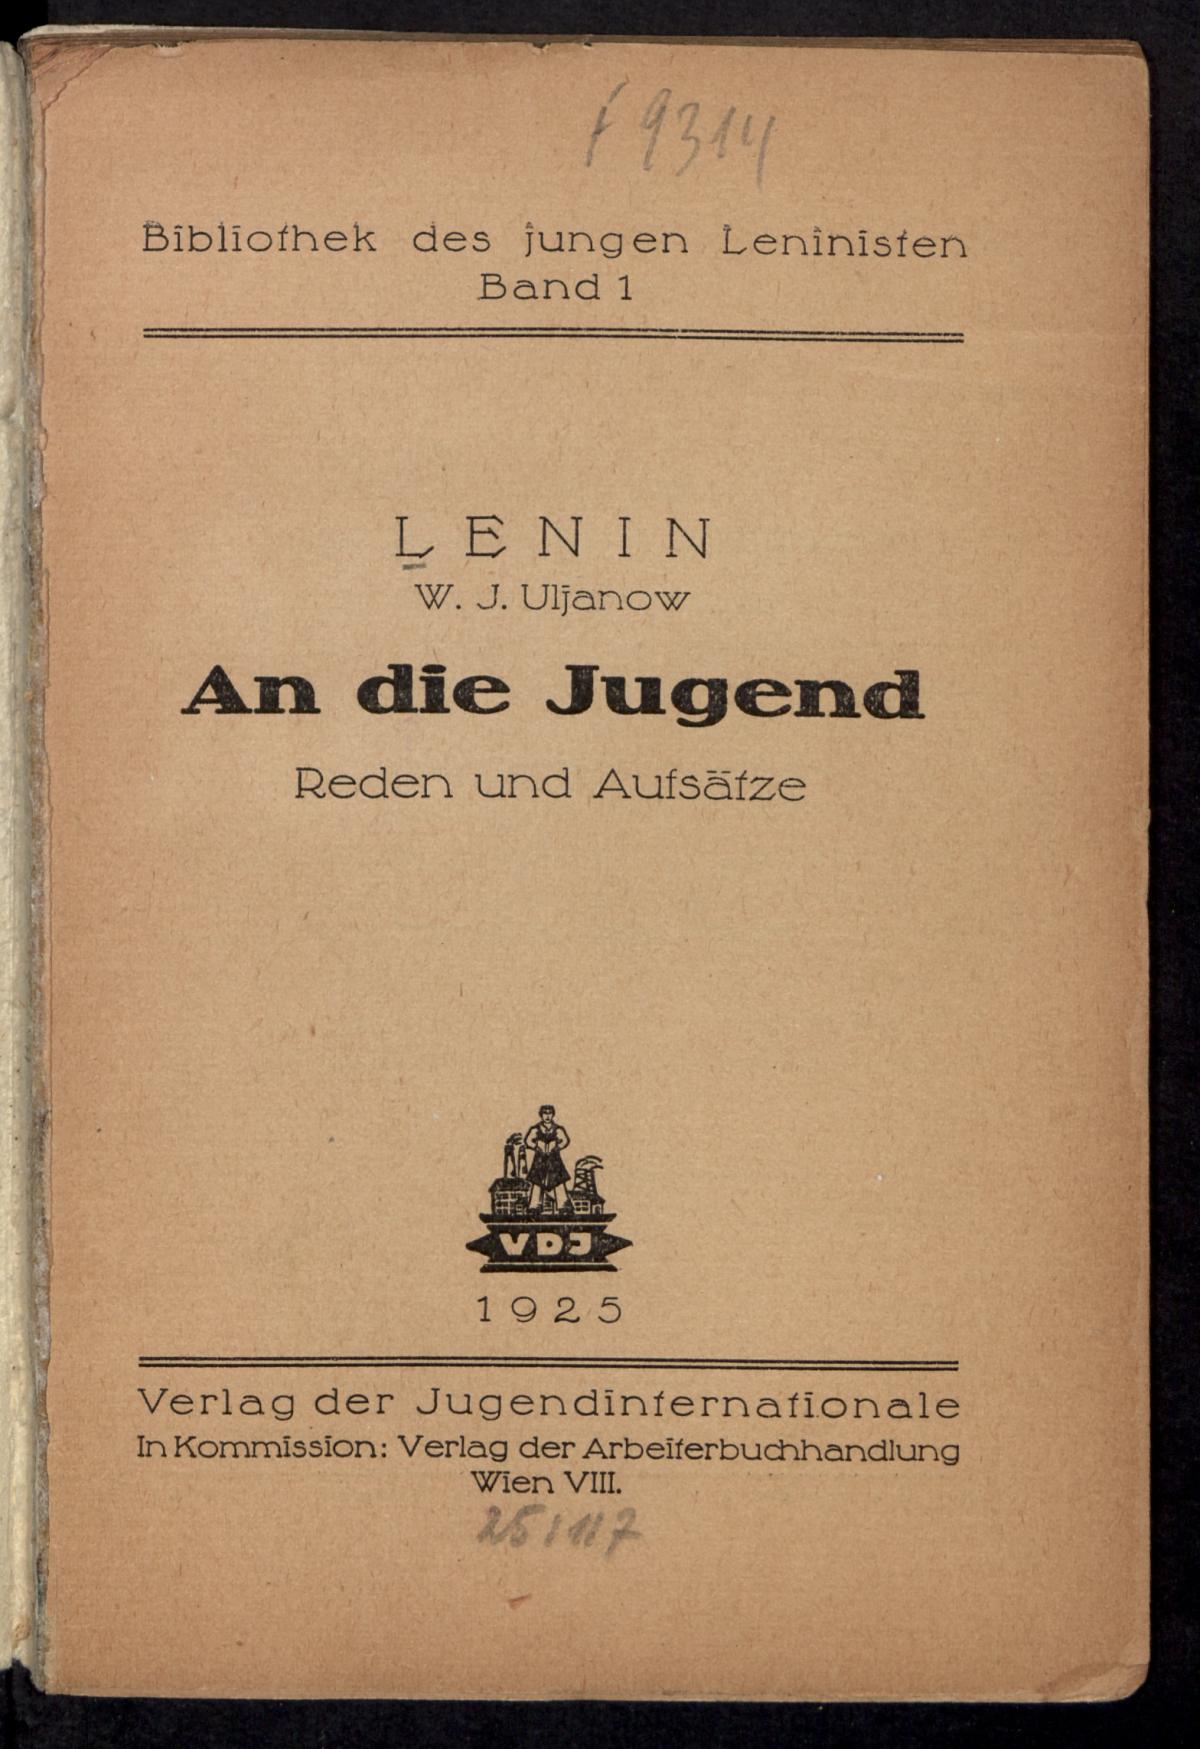 F 9314
Bibliothek des jungen Leninisten
Band 1
LENIN
W. J. Uljanow
An die Jugend
Reden und Aufsätze
VDJ
1925
Verlag der Jugendinternationale
In Kommission: Verlag der Arbeiterbuchhandlung
Wien VIII.